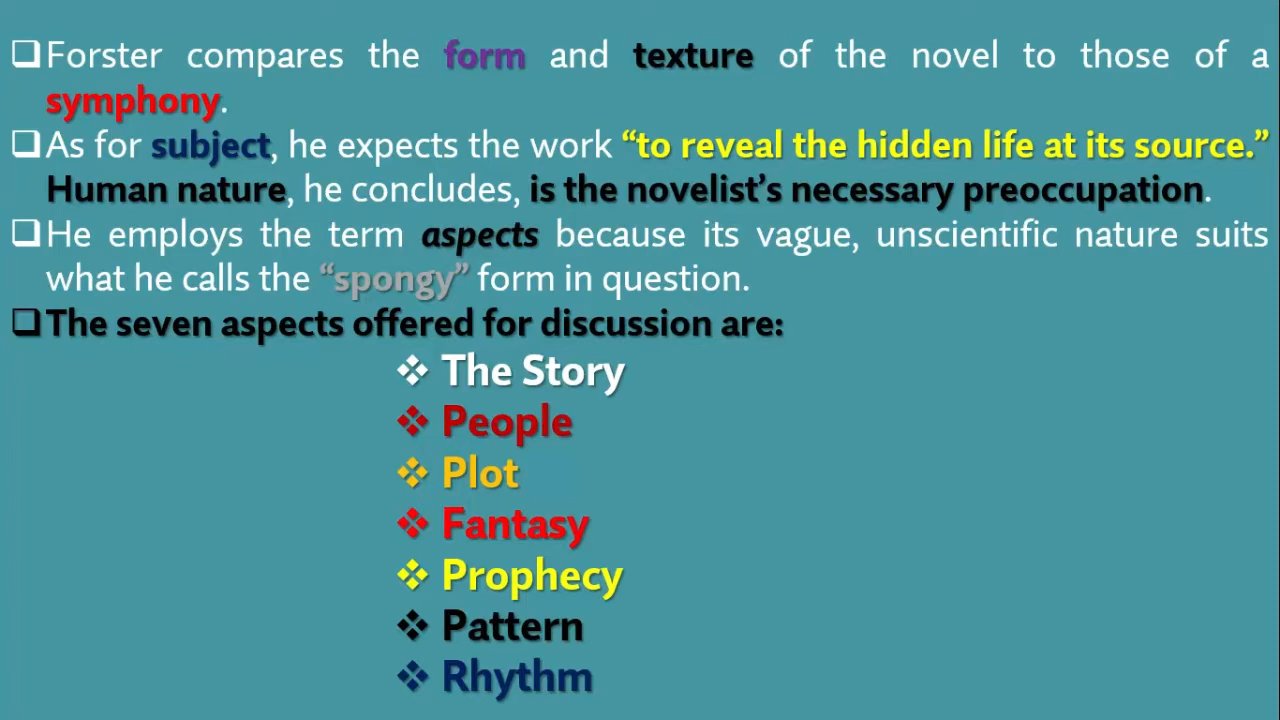 Forster compares the form and texture of the novel to those of a
symphony.
As for subject, he expects the work “to reveal the hidden life at its source.”
Human nature, he concludes, is the novelist’s necessary preoccupation.
He employs the term aspects because its vague, unscientific nature suits
what he calls the “spongy” form in question.
The seven aspects offered for discussion are:
The Story
People
Plot
Fantasy
Prophecy
Pattern
Rhythm